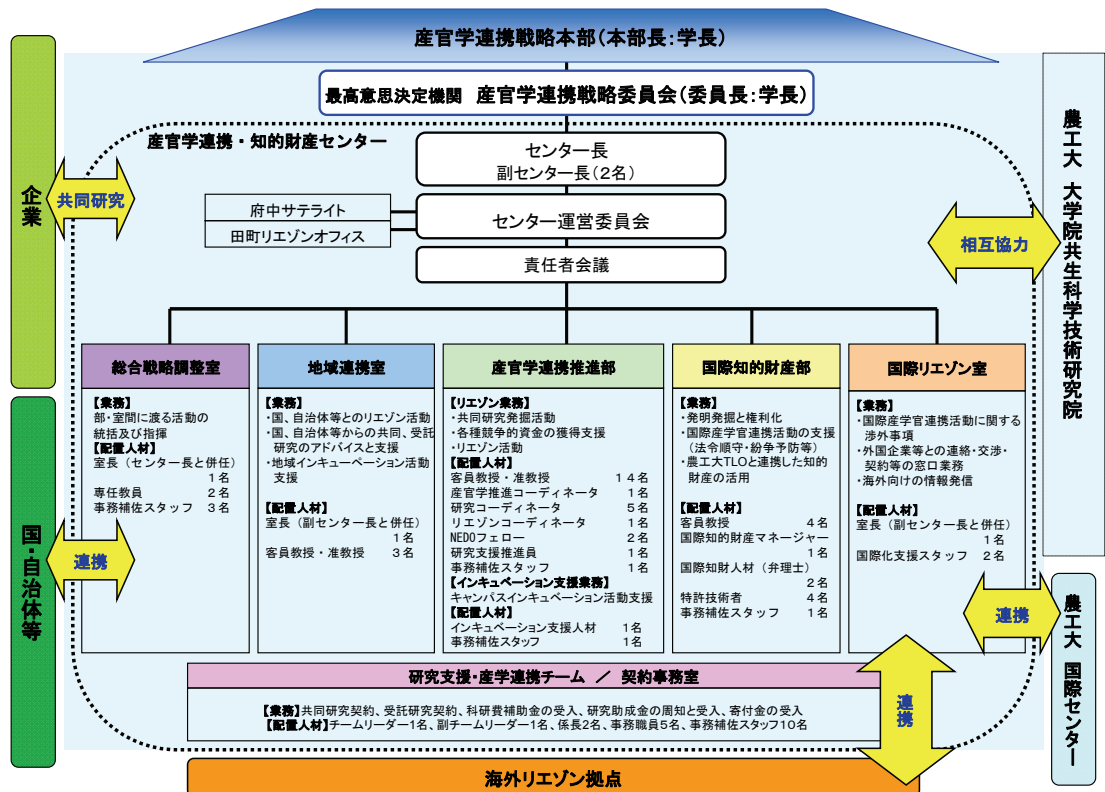 産官学連携戦略本部(本部長:学長)
最高意思決定機関 産官学連携戦略委員会(委員長:学長)
産官学連携・知的財産センター
センター長
副センター長(2名)
府中サテライト
田町リエゾンオフィス
センター運営委員会
責任者会議
企業
共同研究
国・自治体等
連携
農工大 大学院共生科学技術研究院
相互協力
農工大 国際センター
連携
総合戦略調整室
【業務】
部・室間に渡る活動の
統括及び指揮
【配置人材】
室長(センター長と併任)
1名
専任教員 2名
事務補佐スタッフ 3名
地域連携室
【業務】
・国、自治体等とのリエゾン活動
・国、自治体等からの共同、受託
研究のアドバイスと支援
・地域インキュベーション活動
支援
【配置人材】
室長(副センター長と併任)
1名
客員教授・准教授 3名
産官学連携推進部
【リエゾン業務】
・共同研究発掘活動
・各種競争的資金の獲得支援
・リエゾン活動
【配置人材】
客員教授・准教授 14名
産官学推進コーディネータ 1名
研究コーディネータ 5名
リエゾンコーディネータ 1名
NEDOフェロー 2名
研究支援推進員 1名
事務補佐スタッフ 1名
【インキュベーション支援業務】
キャンパスインキュベーション活動支援
【配置人材】
インキュベーション支援人材 1名
事務補佐スタッフ 1名
国際知的財産部
【業務】
・発明発掘と権利化
・国際産官学連携活動の支援
(法令順守・紛争予防等)
・農工大TLOと連携した知的
財産の活用
【配置人材】
客員教授 4名
国際知的財産マネージャー
1名
国際知財人材(弁理士)
2名
特許技術者 4名
事務補佐スタッフ 1名
国際リエゾン室
【業務】
・国際産官学連携活動に関する
渉外事項
・外国企業等との連絡・交渉・
契約等の窓口業務
・海外向けの情報発信
【配置人材】
室長(副センター長と併任)
1名
国際化支援スタッフ 2名
研究支援・産学連携チーム / 契約事務室
【業務】共同研究契約、受託研究契約、科研費補助金の受入、研究助成金の周知と受入、寄付金の受入
【配置人材】チームリーダー1名、副チームリーダー1名、係長2名、事務職員5名、事務補佐スタッフ10名
連携
海外リエゾン拠点